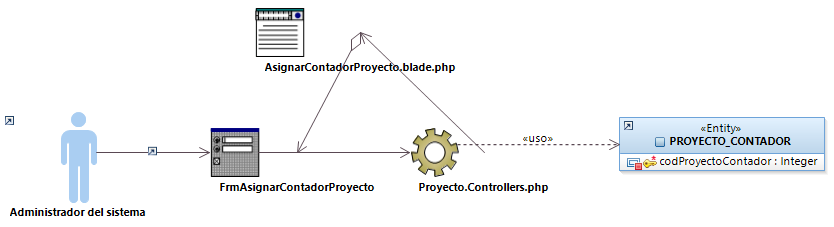 AsignarContadorProyecto.blade.php
«Entity»
PROYECTO_CONTADOR
«uso»
codProyectoContador : Integer
FrmAsignarContadorProyecto
Proyecto.Controllers.php
Administrador del sistema